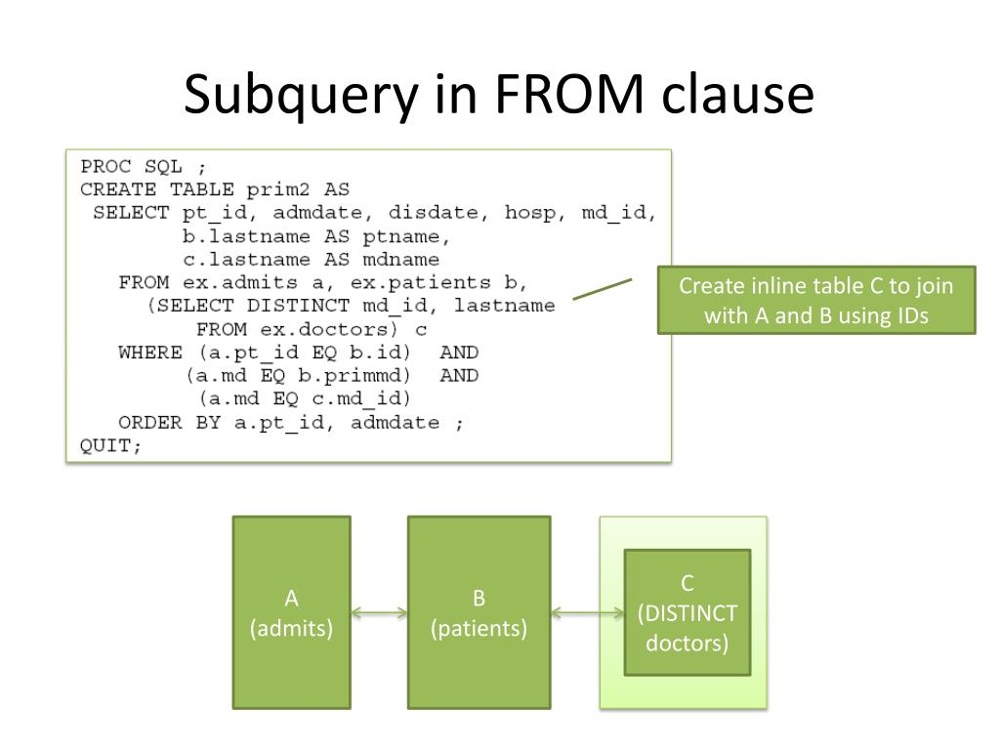 Subquery in FROM clause
PROC SQL ;
CREATE TABLE prim2 AS
SELECT pt_id, admdate, disdate, hosp, md_id,
b.lastname AS ptname,
c.lastname AS mdname
FROM ex.admits a, ex.patients b,
(SELECT DISTINCT md_id, lastname
FROM ex.doctors) c
WHERE (a.pt_id EQ b.id) AND
(a.md EQ b.primmd) AND
(a.md EQ c.md_id)
ORDER BY a.pt_id, admdate ;
QUIT;
Create inline table C to join
with A and B using IDs
A
(admits)
B
(patients)
C
(DISTINCT
doctors)